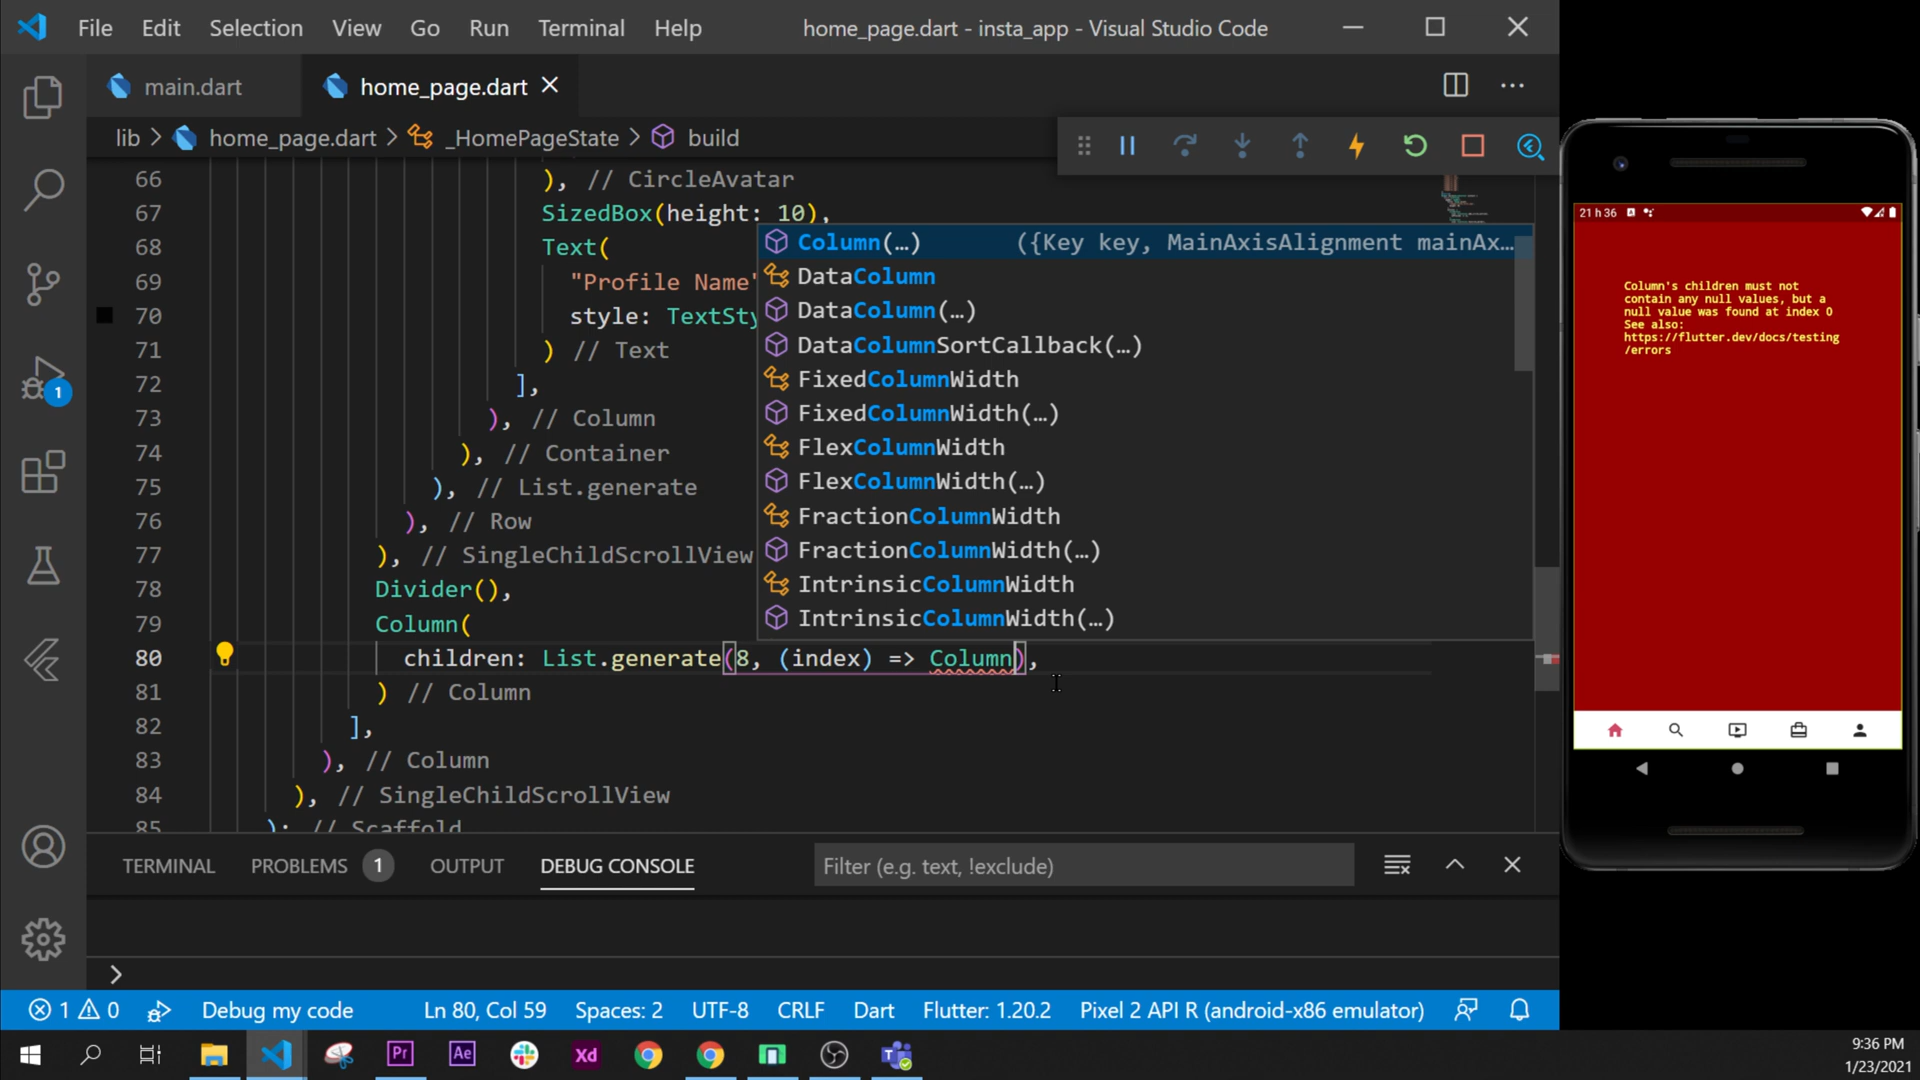 File Edit Selection View Go Run Terminal Help home_page.dart - insta_app - Visual Studio Code
main.dart home_page.dart
lib > home_page.dart > _HomePageState > build
66 ), // CircleAvatar
67 SizedBox(height: 10),
68 Text(
69 "Profile Name"
70 style: TextSty
71 ) // Text
72 ],
73 ), // Column
74 ), // Container
75 ), // List.generate
76 ), // Row
77 ), // SingleChildScrollView
78 Divider(),
79 Column(
80 children: List.generate(8, (index) => Column),
81 ) // Column
82 ],
83 ), // Column
84 ), // SingleChildScrollView
85 ); // Scaffold
Column(…) ({Key key, MainAxisAlignment mainAx…
DataColumn
DataColumn(…)
DataColumnSortCallback(…)
FixedColumnWidth
FixedColumnWidth(…)
FlexColumnWidth
FlexColumnWidth(…)
FractionColumnWidth
FractionColumnWidth(…)
IntrinsicColumnWidth
IntrinsicColumnWidth(…)
1
TERMINAL PROBLEMS 1 OUTPUT DEBUG CONSOLE Filter (e.g. text, !exclude)
>
1 0 Debug my code Ln 80, Col 59 Spaces: 2 UTF-8 CRLF Dart Flutter: 1.20.2 Pixel 2 API R (android-x86 emulator)
Pr Ae Xd
9:36 PM
1/23/2021
21 h 36
Column's children must not
contain any null values, but a
null value was found at index 0
See also:
https://flutter.dev/docs/testing
/errors